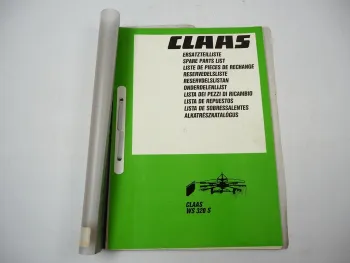 CLAAS
ERSATZTEILLISTE
SPARE PARTS LIST
LISTE DE PIECES DE RECHANGE
RESERVEDELSLISTE
RESERVDELSLISTAN
ONDERDELENLIJST
LISTA DEI PEZZI DI RICAMBIO
LISTA DE REPUESTOS
LISTA DE SOBRESSALENTES
ALKATRÉSZKATALÓGUS
CLAAS
WS 320 S